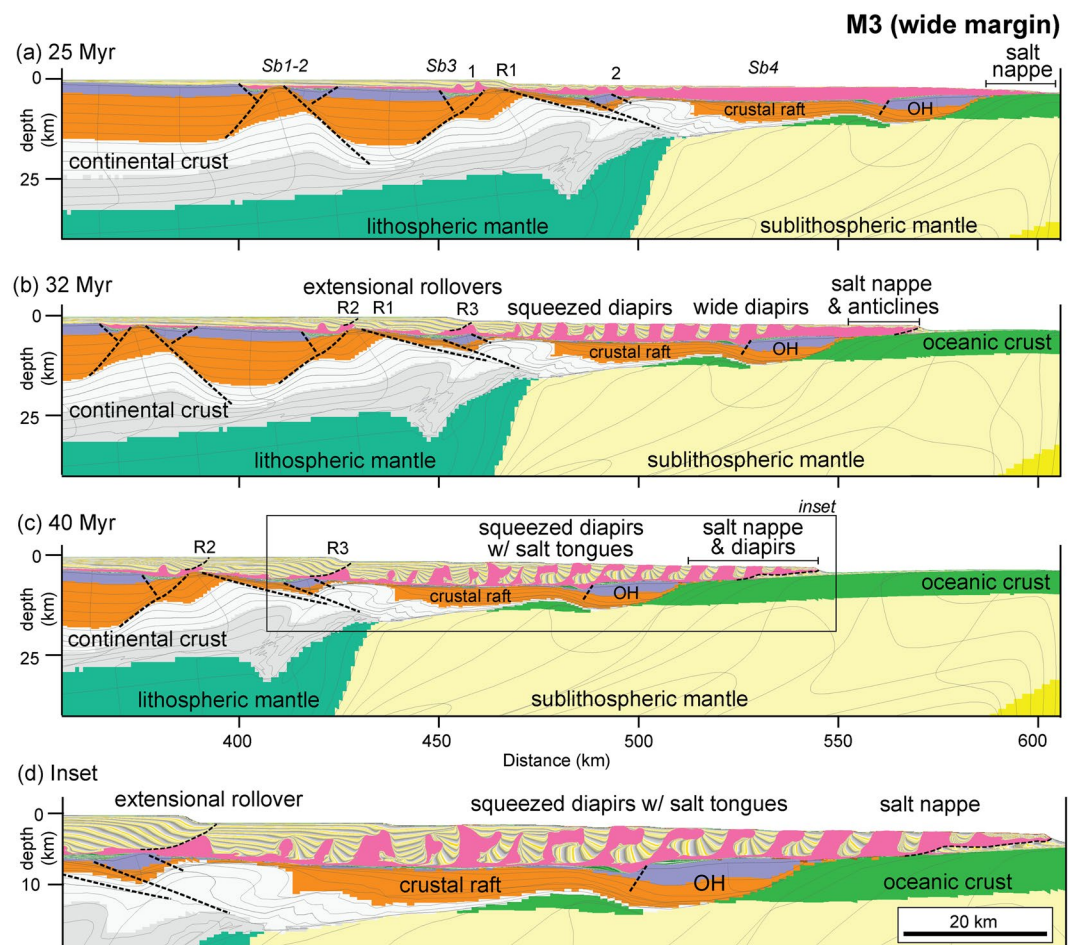 M3 (wide margin)
(a) 25 Myr
Sb1-2
Sb3
1
R1
2
Sb4
salt
nappe
0
25
depth
(km)
crustal raft
OH
continental crust
lithospheric mantle
sublithospheric mantle
(b) 32 Myr
extensional rollovers
R2
R1
R3
squeezed diapirs
wide diapirs
salt nappe
& anticlines
0
25
depth
(km)
crustal raft
OH
oceanic crust
continental crust
lithospheric mantle
sublithospheric mantle
(c) 40 Myr
inset
R2
R3
squeezed diapirs
w/ salt tongues
salt nappe
& diapirs
0
25
depth
(km)
crustal raft
OH
oceanic crust
continental crust
lithospheric mantle
sublithospheric mantle
400
450
500
550
600
Distance (km)
(d) Inset
extensional rollover
squeezed diapirs w/ salt tongues
salt nappe
0
10
depth
(km)
crustal raft
OH
oceanic crust
20 km